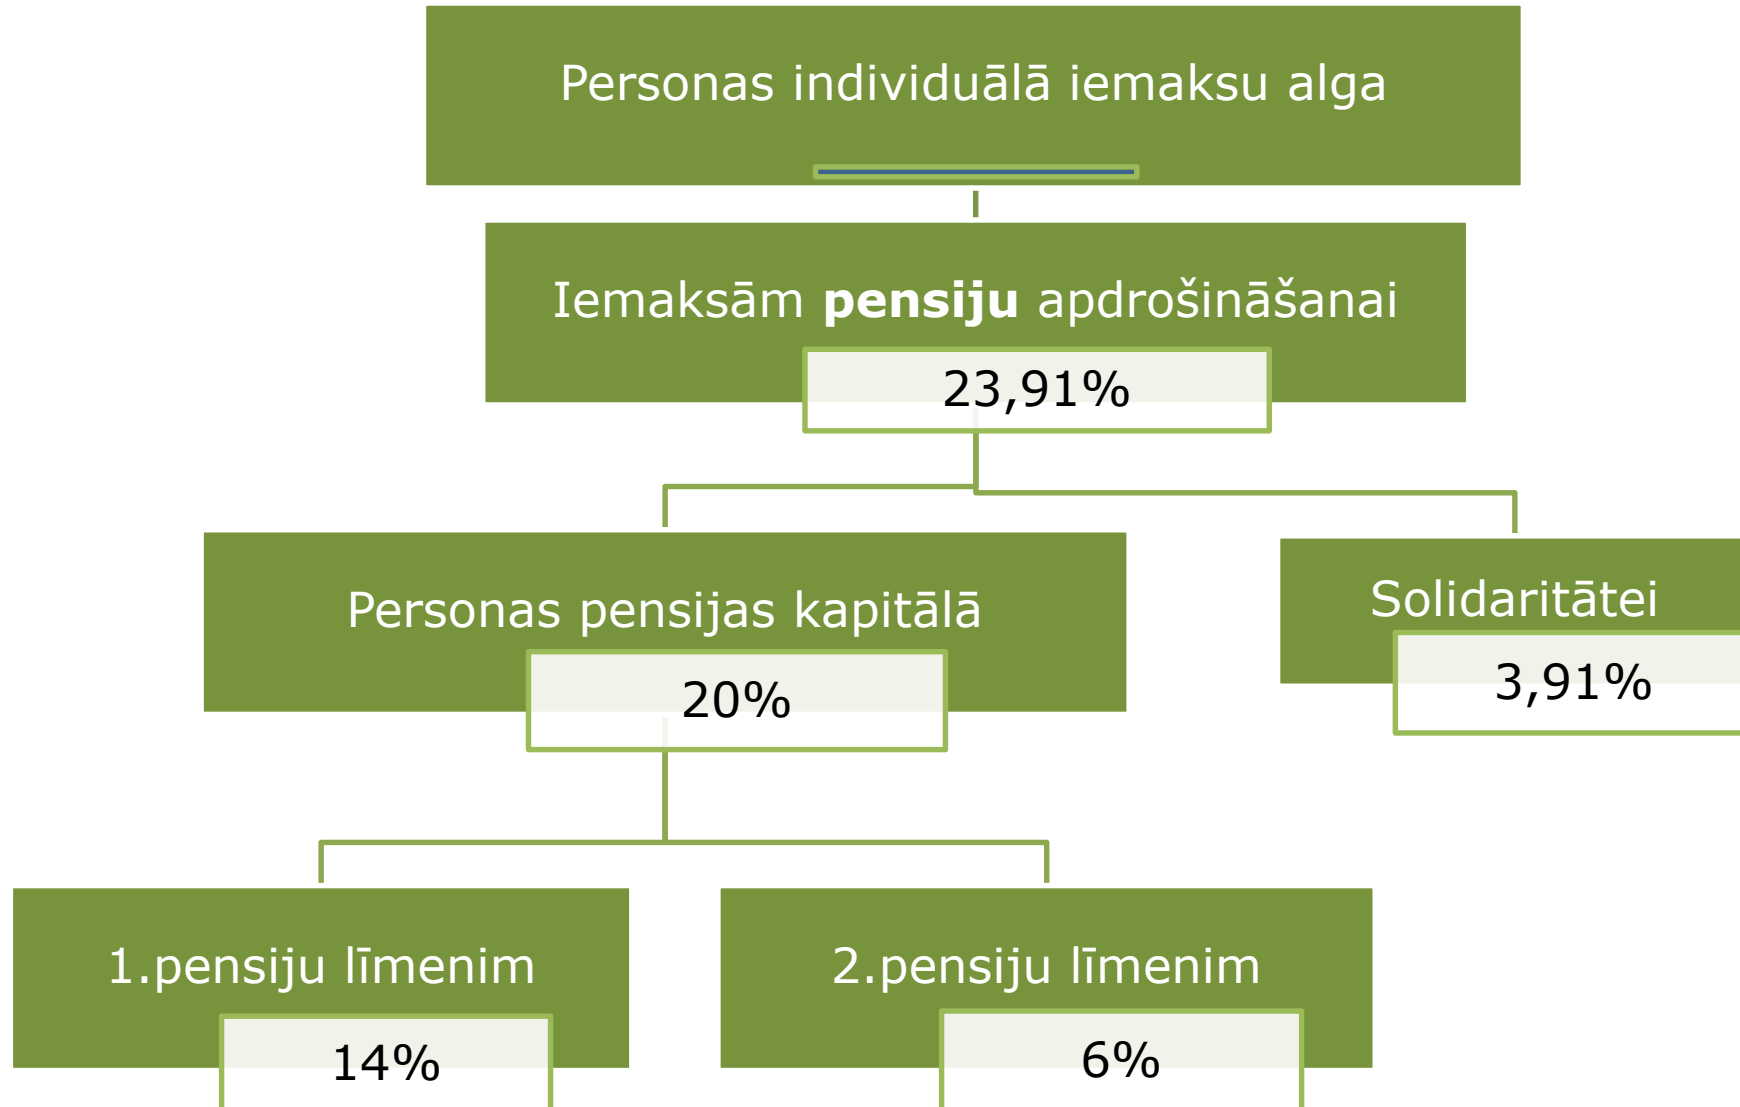 Personas individuālā iemaksu alga
Iemaksām pensiju apdrošināšanai
23,91%
Personas pensijas kapitālā
20%
Solidaritātei
3,91%
1.pensiju līmenim
14%
2.pensiju līmenim
6%